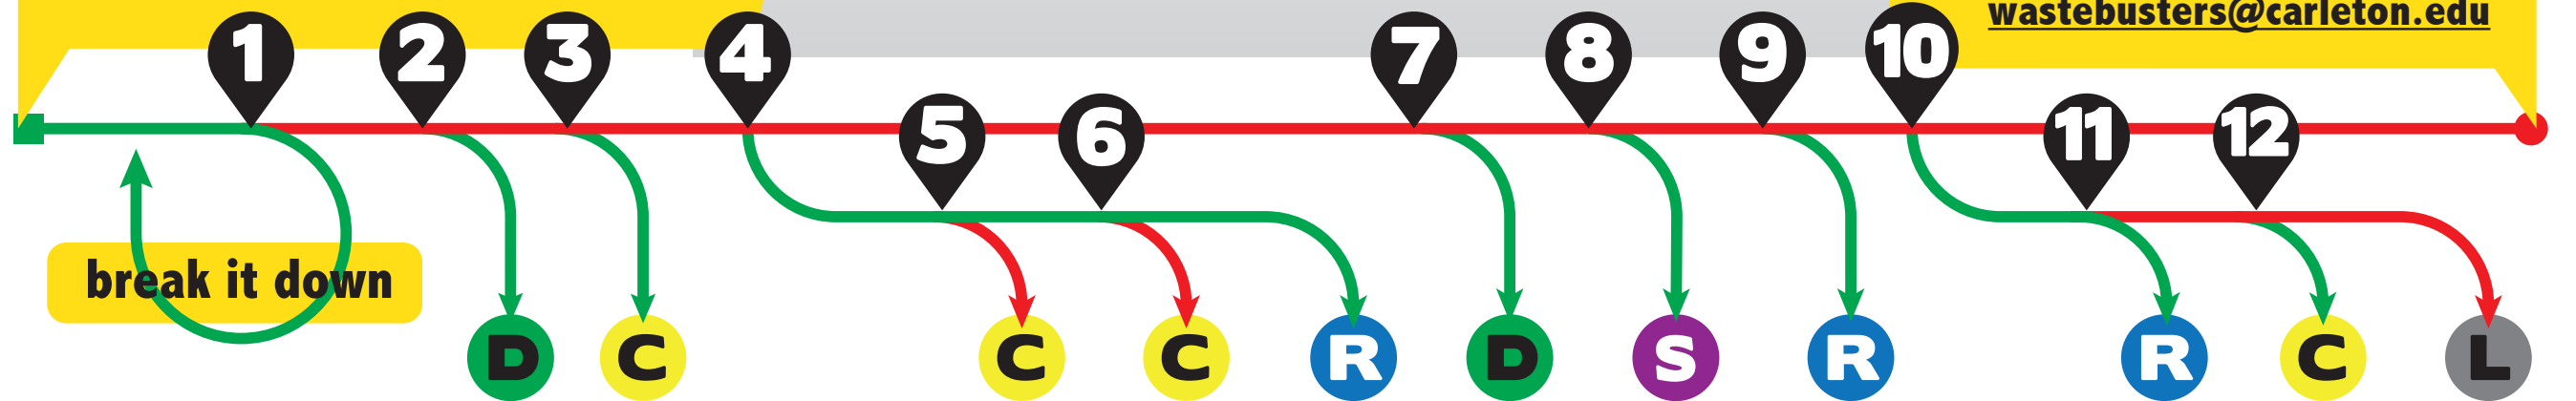 wastebusters@carleton.edu
1 2 3 4 7 8 9 10
5 6 11 12
break it down
D C C C R D S R R C L